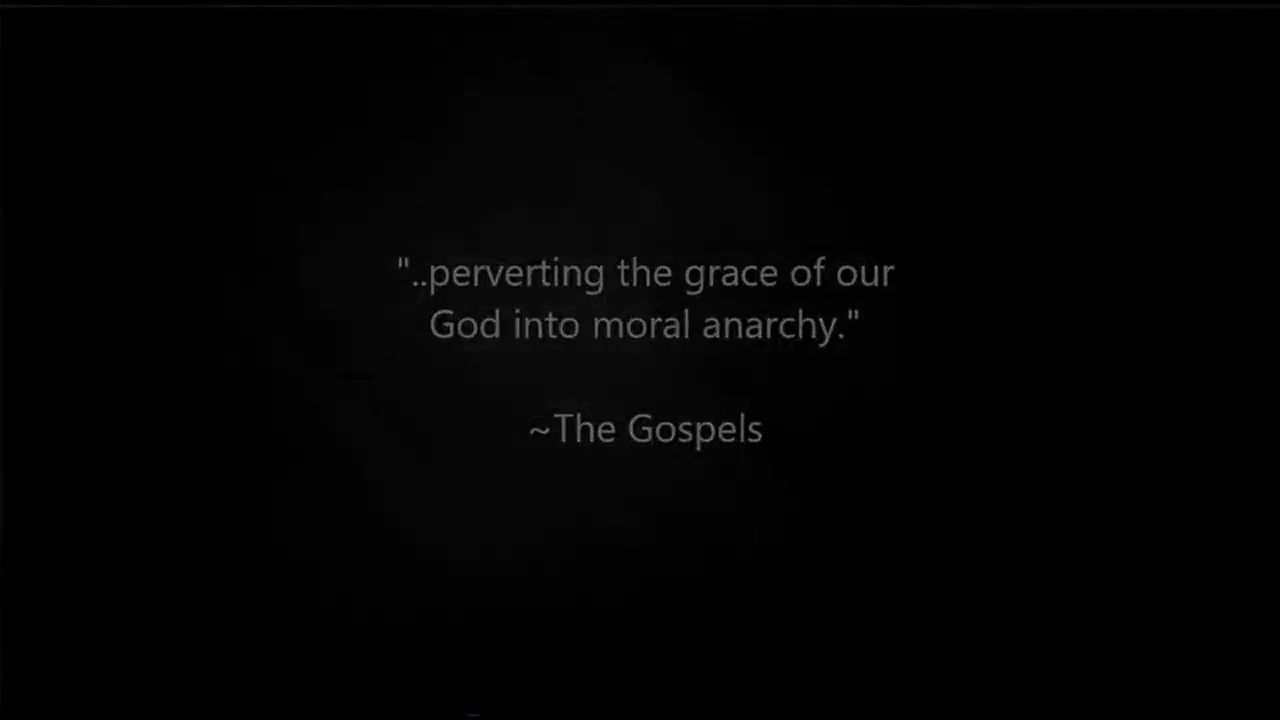 "..perverting the grace of our
God into moral anarchy."
~The Gospels